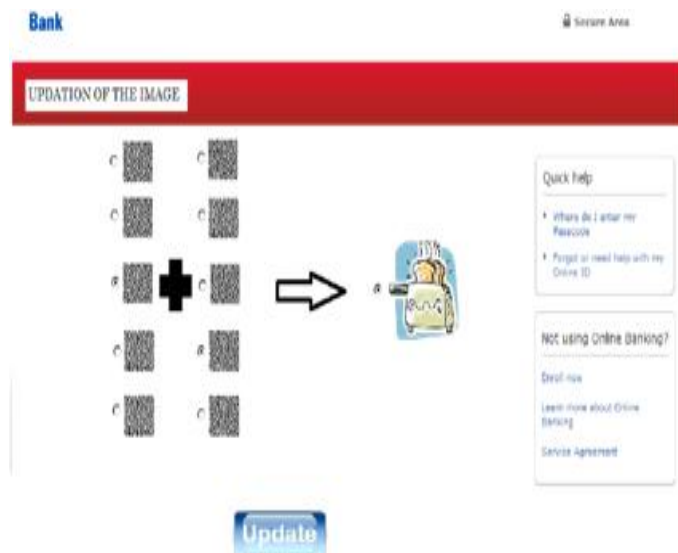 Bank
Secure Area
UPDATION OF THE IMAGE
Quick help
Where do I enter my
Passcode
Forgot or need help with my
Online ID
Not using Online Banking?
Enroll now
Learn more about Online
Banking
Service Agreement
Update